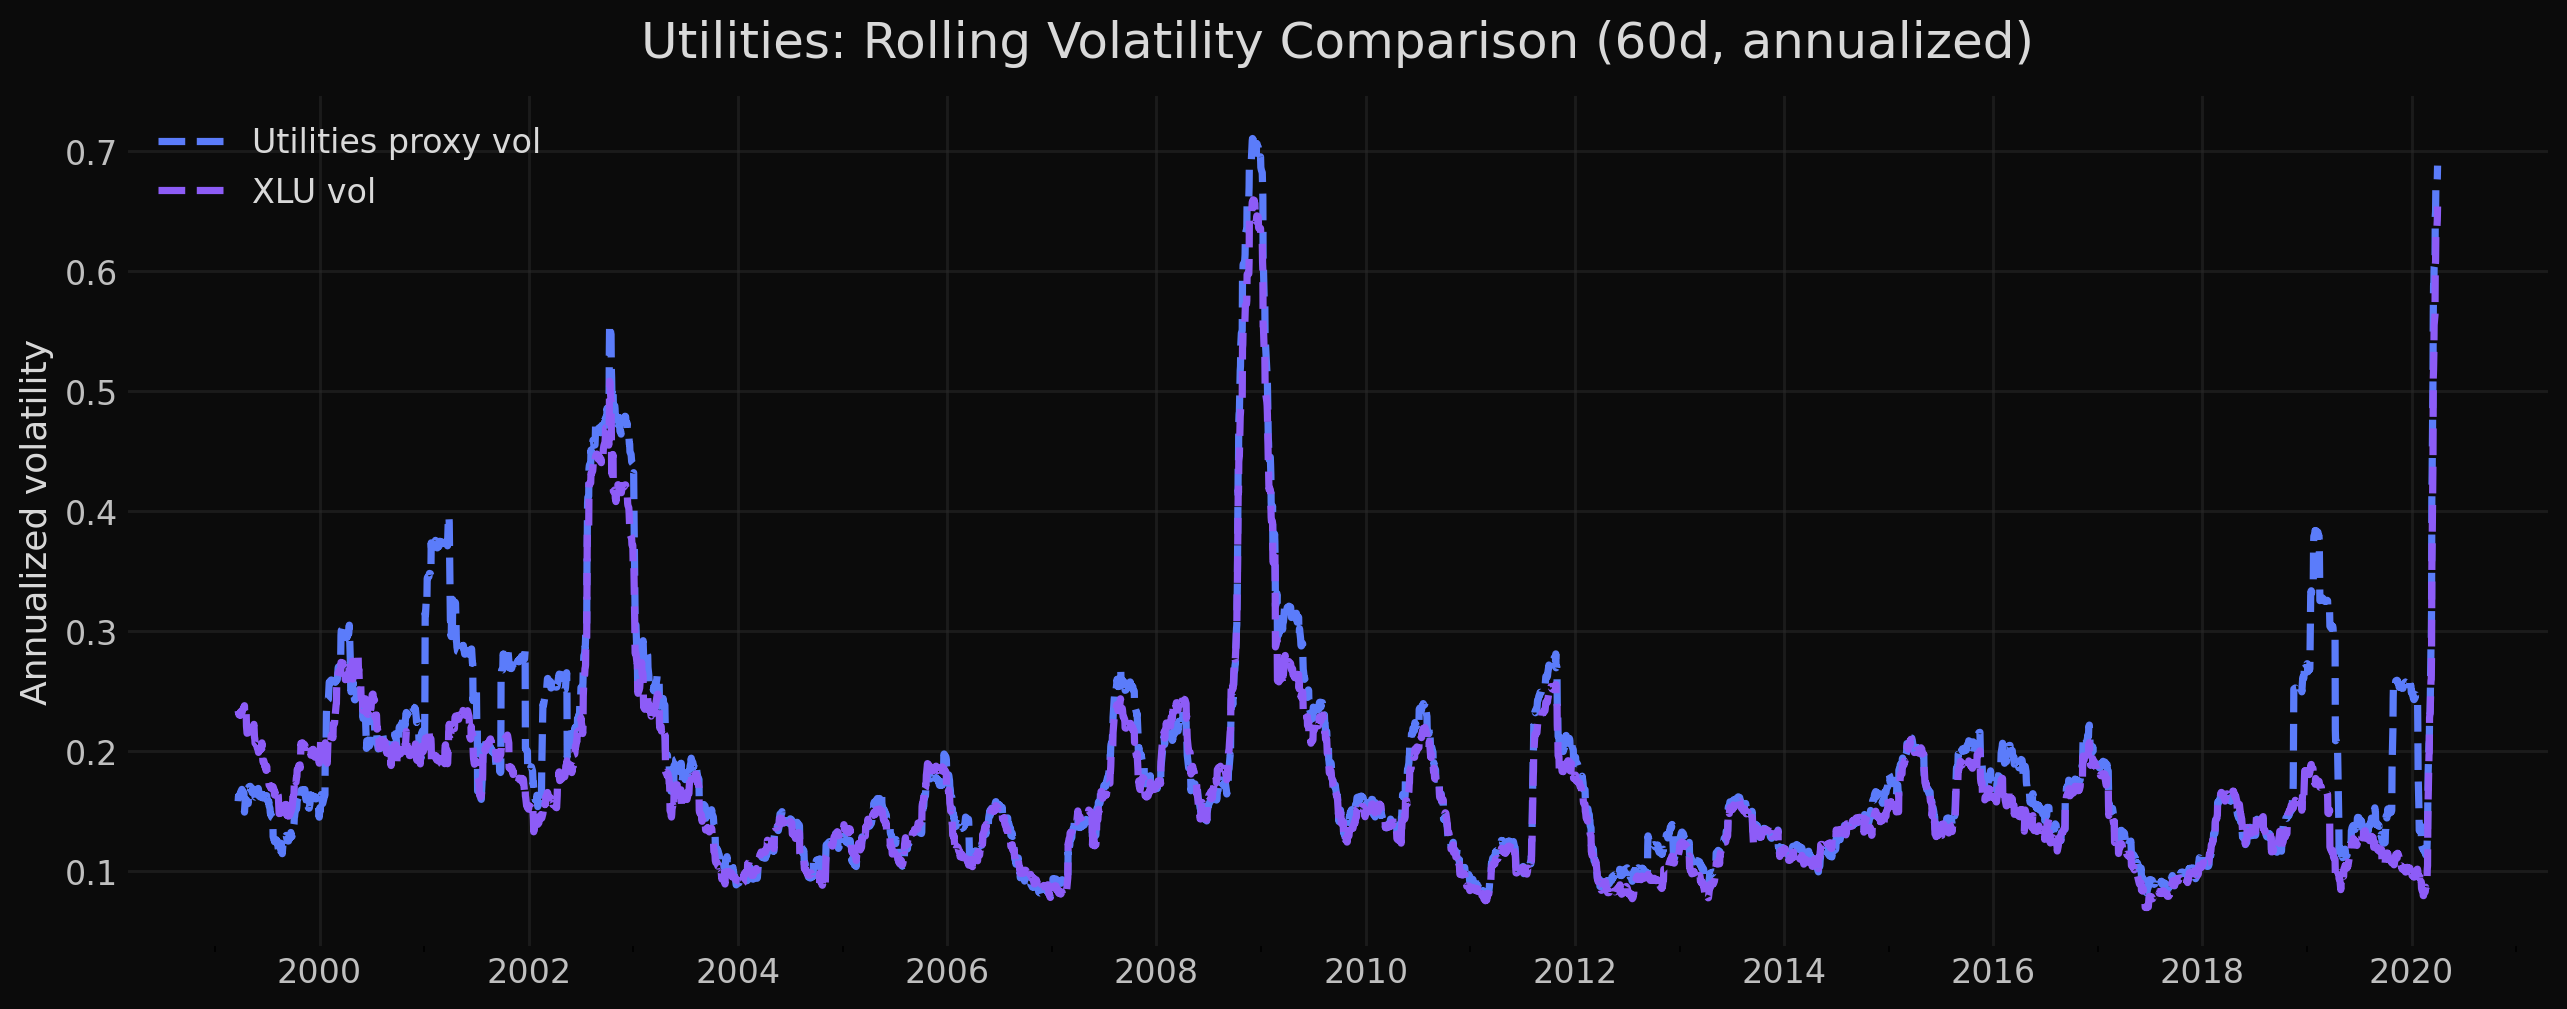 Utilities: Rolling Volatility Comparison (60d, annualized)
Utilities proxy vol
XLU vol
Annualized volatility
0.7
0.6
0.5
0.4
0.3
0.2
0.1
2000 2002 2004 2006 2008 2010 2012 2014 2016 2018 2020